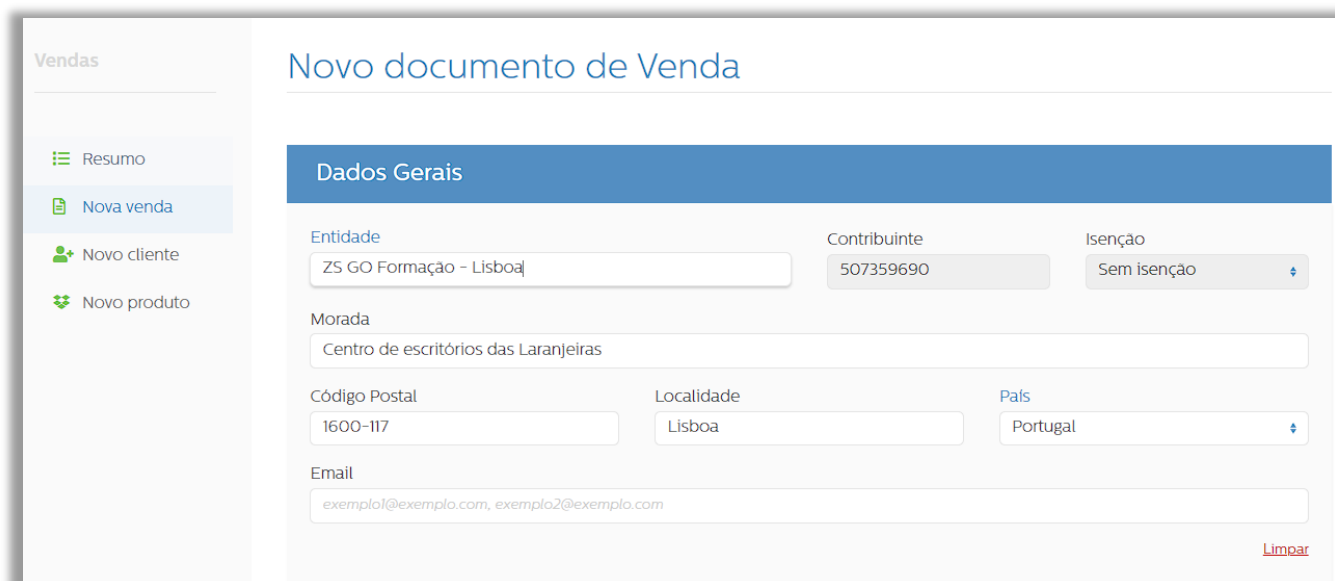 Vendas
Resumo
Nova venda
Novo cliente
Novo produto
Novo documento de Venda
Dados Gerais
Entidade Contribuinte Isenção
ZS GO Formação - Lisboa 507359690 Sem isenção
Morada
Centro de escritórios das Laranjeiras
Código Postal Localidade País
1600-117 Lisboa Portugal
Email
exemplo1@exemplo.com, exemplo2@exemplo.com
Limpar